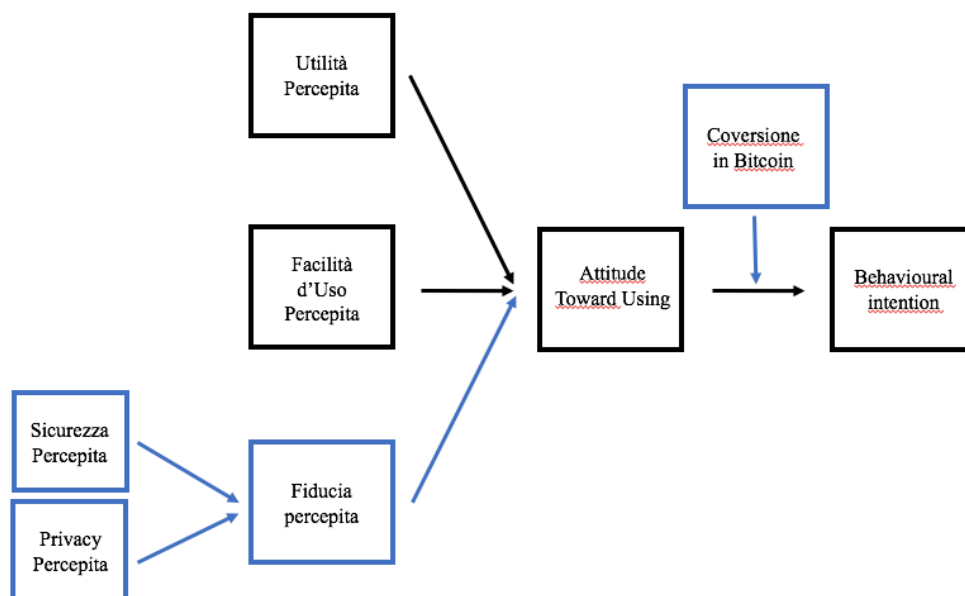 Utilità
Percepita
Coversione
in Bitcoin
Facilità
d'Uso
Percepita
Attitude
Toward Using
Behavioural
intention
Sicurezza
Percepita
Fiducia
percepita
Privacy
Percepita